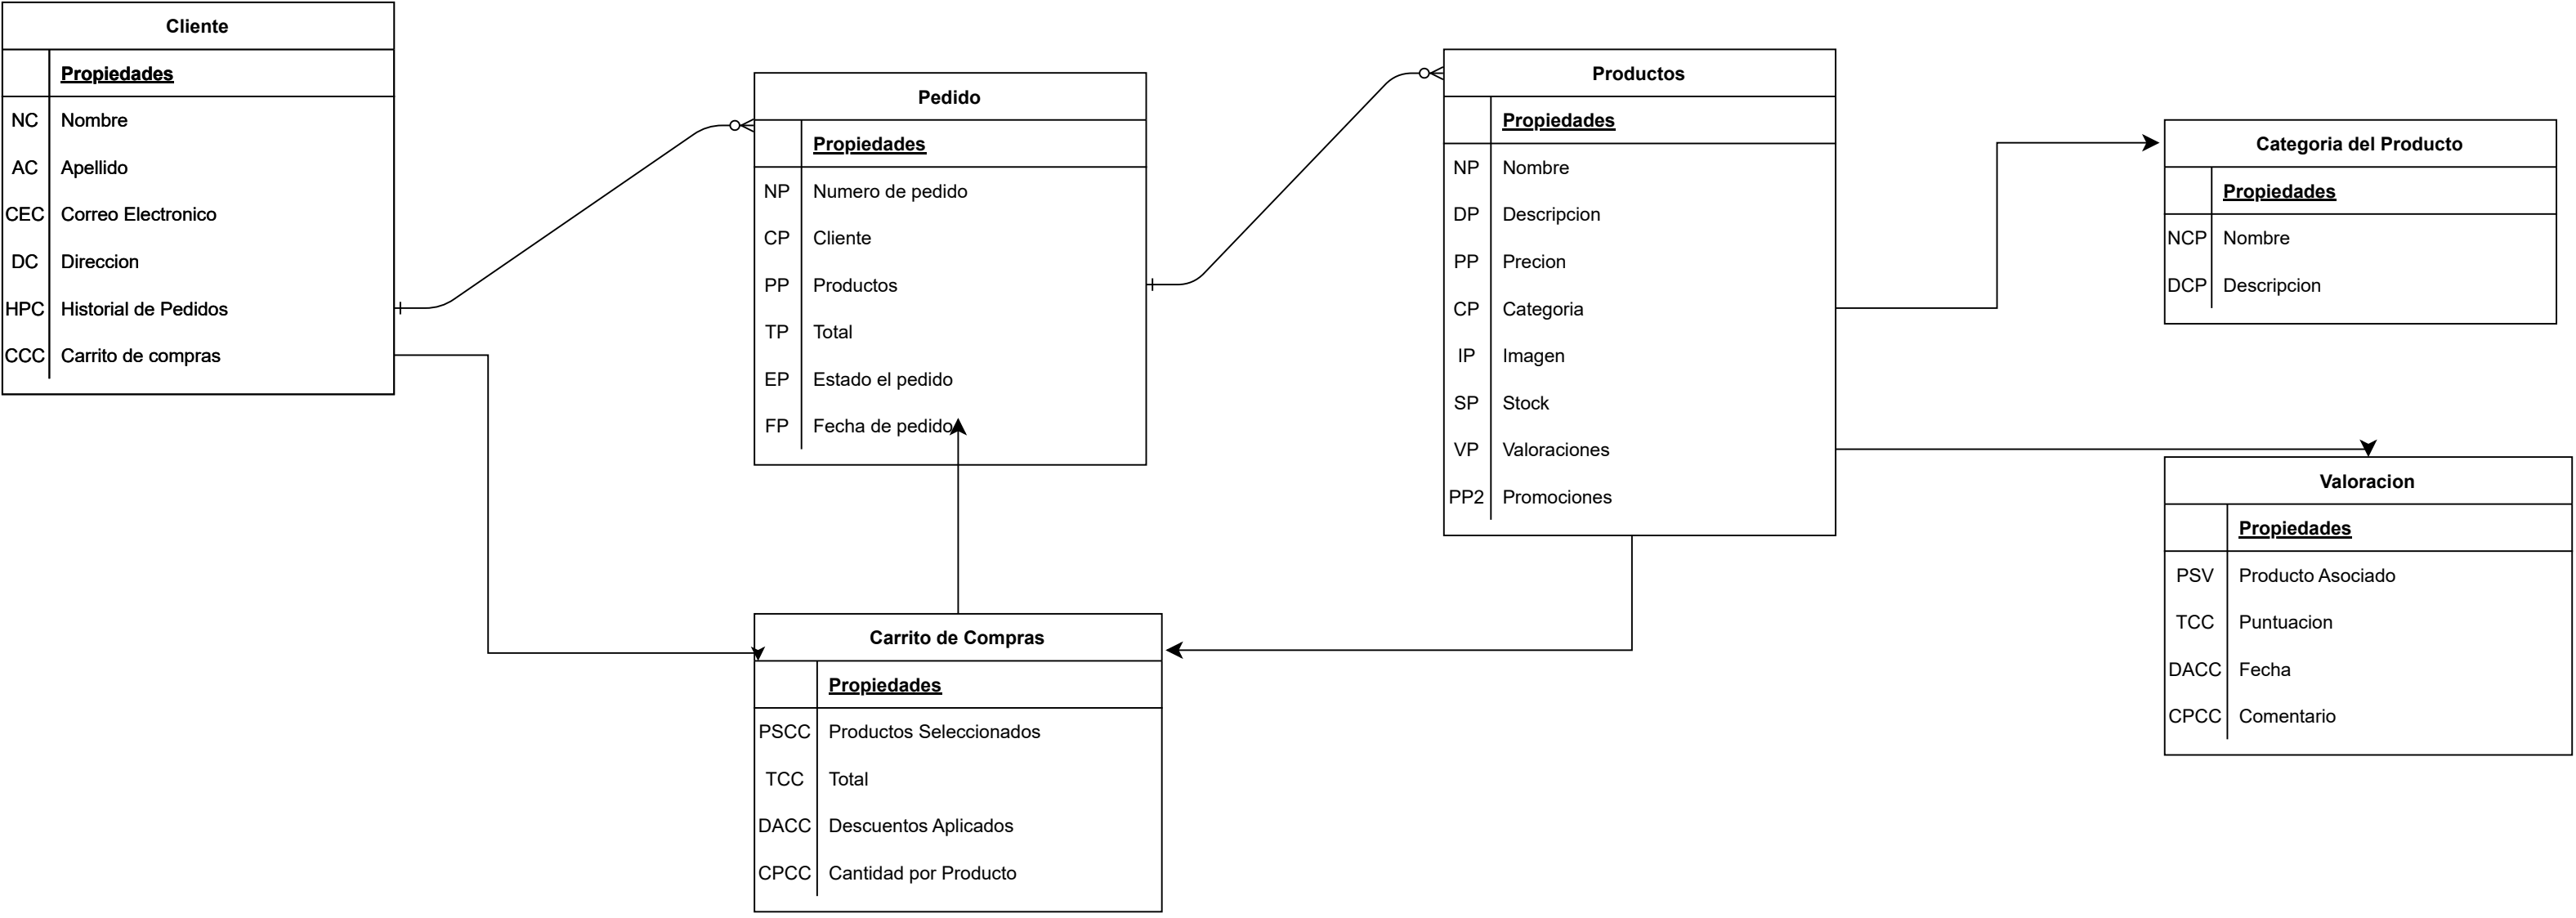 Cliente
Propiedades
NC Nombre
AC Apellido
CEC Correo Electronico
DC Direccion
HPC Historial de Pedidos
CCC Carrito de compras
Pedido
Propiedades
NP Numero de pedido
CP Cliente
PP Productos
TP Total
EP Estado el pedido
FP Fecha de pedido
Productos
Propiedades
NP Nombre
DP Descripcion
PP Precion
CP Categoria
IP Imagen
SP Stock
VP Valoraciones
PP2 Promociones
Categoria del Producto
Propiedades
NCP Nombre
DCP Descripcion
Valoracion
Propiedades
PSV Producto Asociado
TCC Puntuacion
DACC Fecha
CPCC Comentario
Carrito de Compras
Propiedades
PSCC Productos Seleccionados
TCC Total
DACC Descuentos Aplicados
CPCC Cantidad por Producto